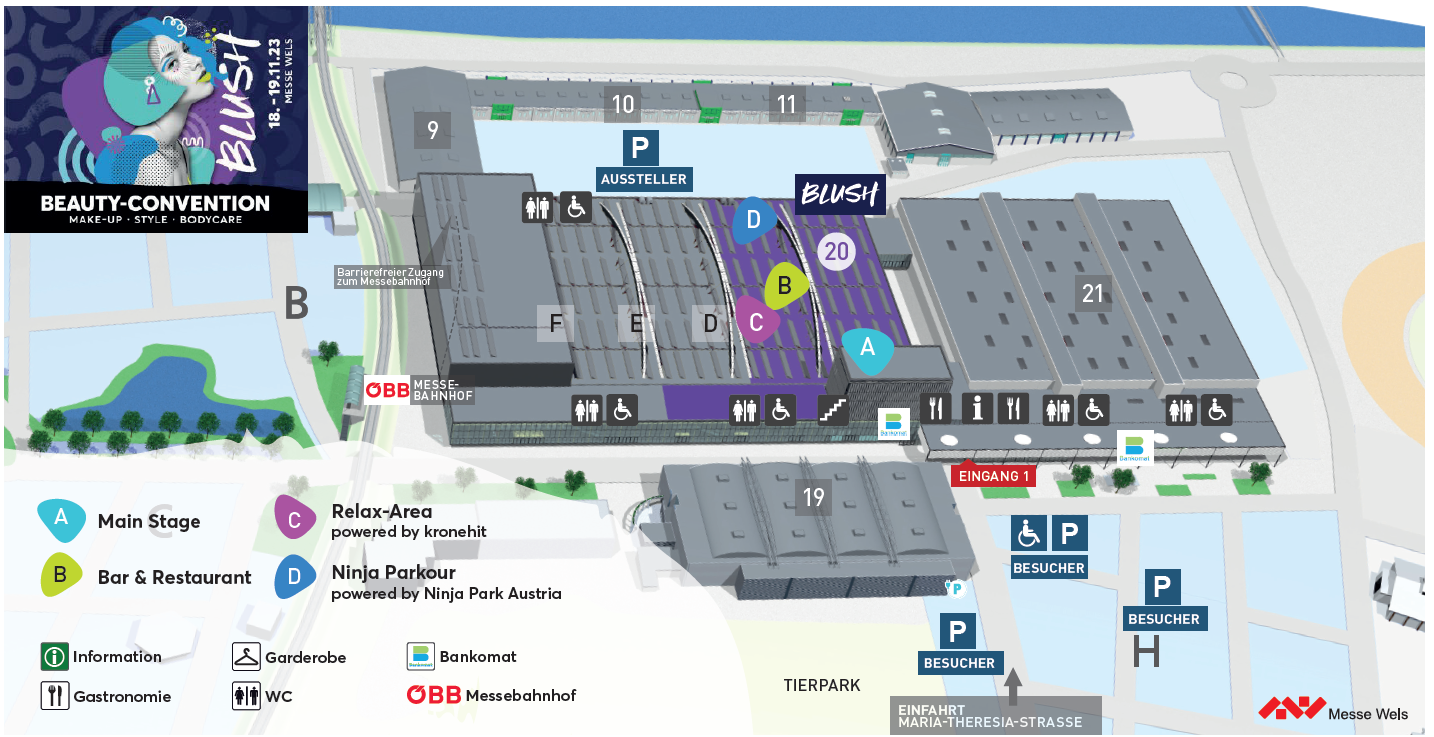 BLUSH
18. – 19.11.23
MESSE WELS
BEAUTY-CONVENTION
MAKE-UP · STYLE · BODYCARE
9
10
11
P
AUSSTELLER
BLUSH
D
20
B
C
A
21
Barrierefreier Zugang
zum Messebahnhof
B
F
E
D
ÖBB
MESSE-
BAHNHOF
Bankomat
Bankomat
EINGANG 1
19
P
P
BESUCHER
P
BESUCHER
P
BESUCHER
H
TIERPARK
EINFAHRT
MARIA-THERESIA-STRASSE
C
A Main Stage
B Bar & Restaurant
C Relax-Area
powered by kronehit
D Ninja Parkour
powered by Ninja Park Austria
Information
Garderobe
Bankomat Bankomat
Gastronomie
WC
ÖBB Messebahnhof
Messe Wels